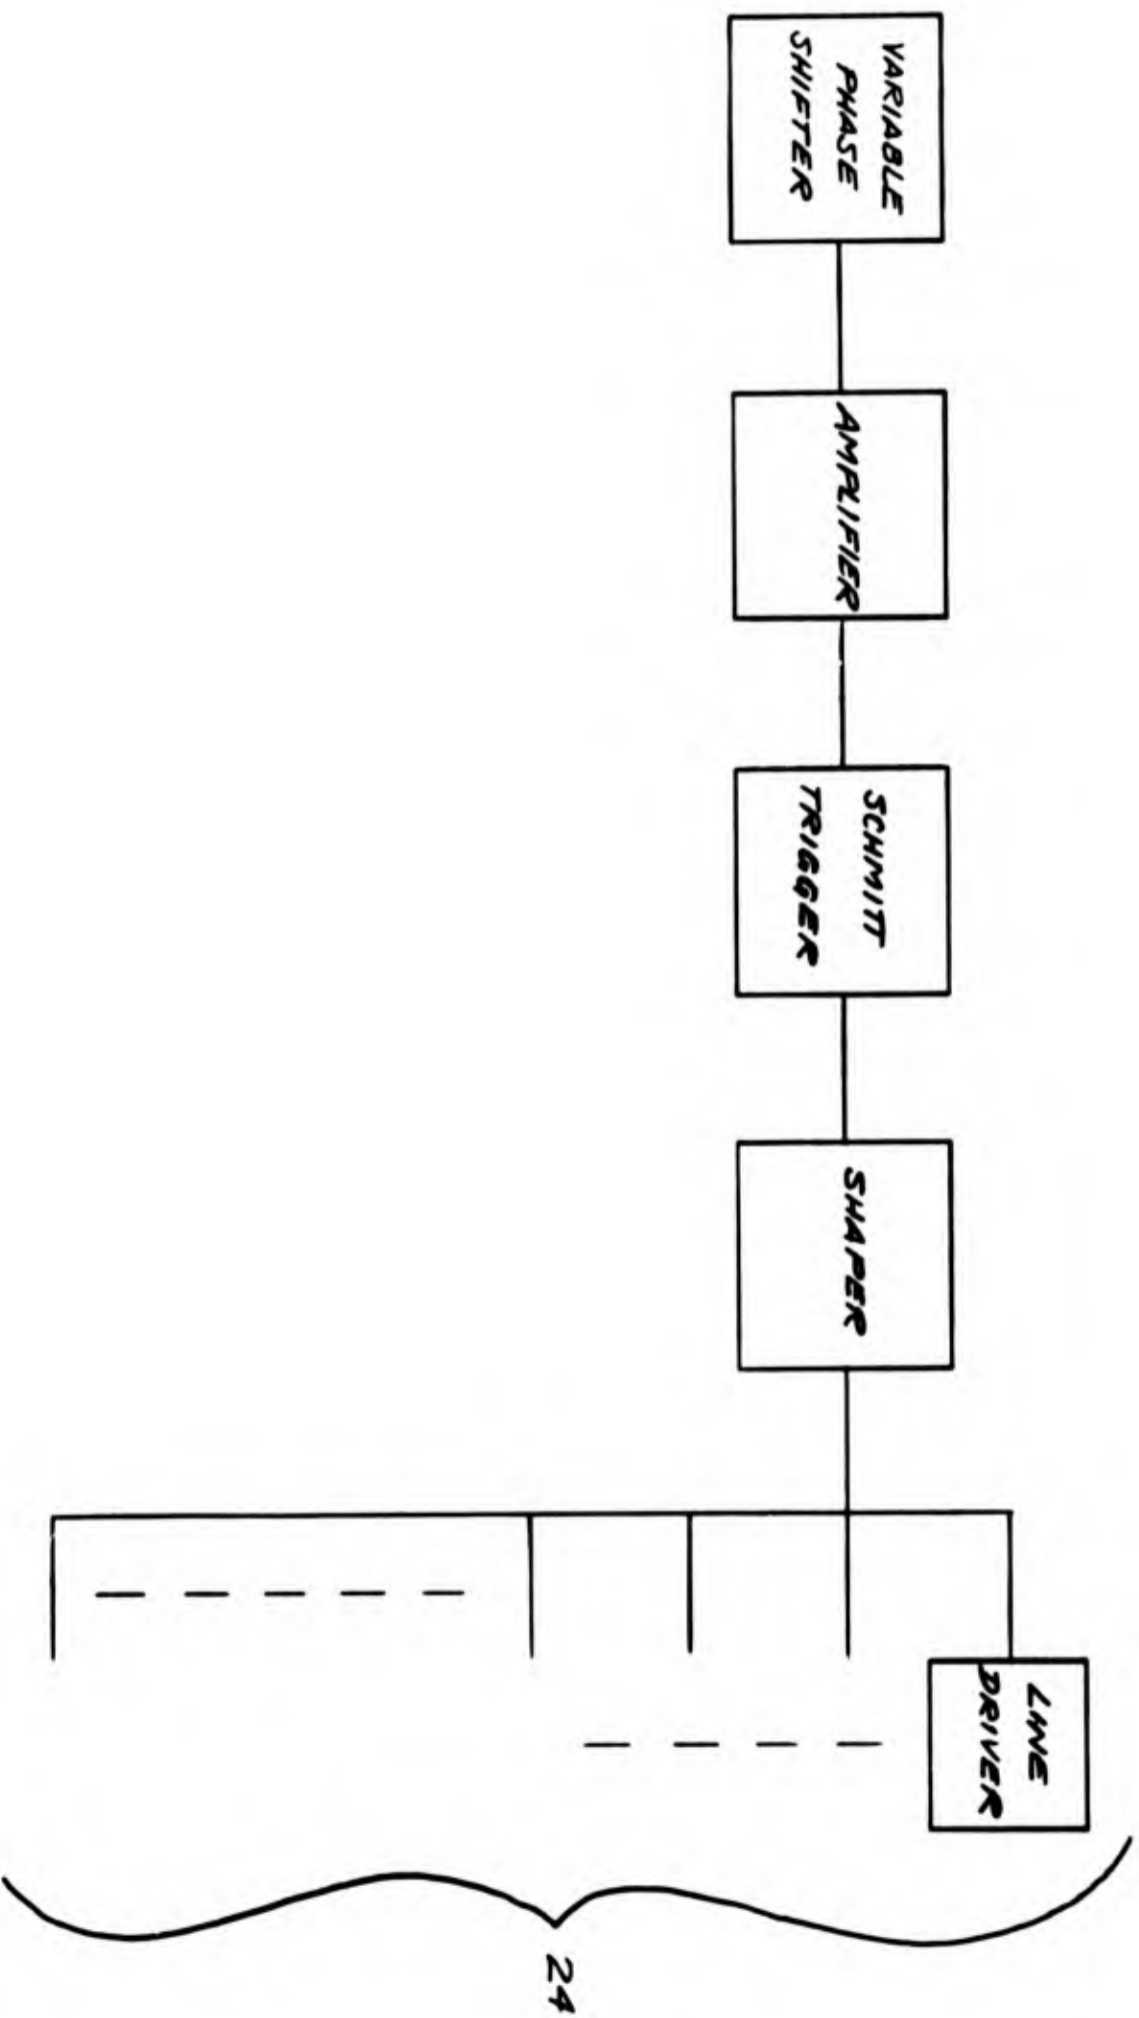 VARIABLE
PHASE
SHIFTER
AMPLIFIER
SCHMITT
TRIGGER
SHAPER
LINE
DRIVER
24